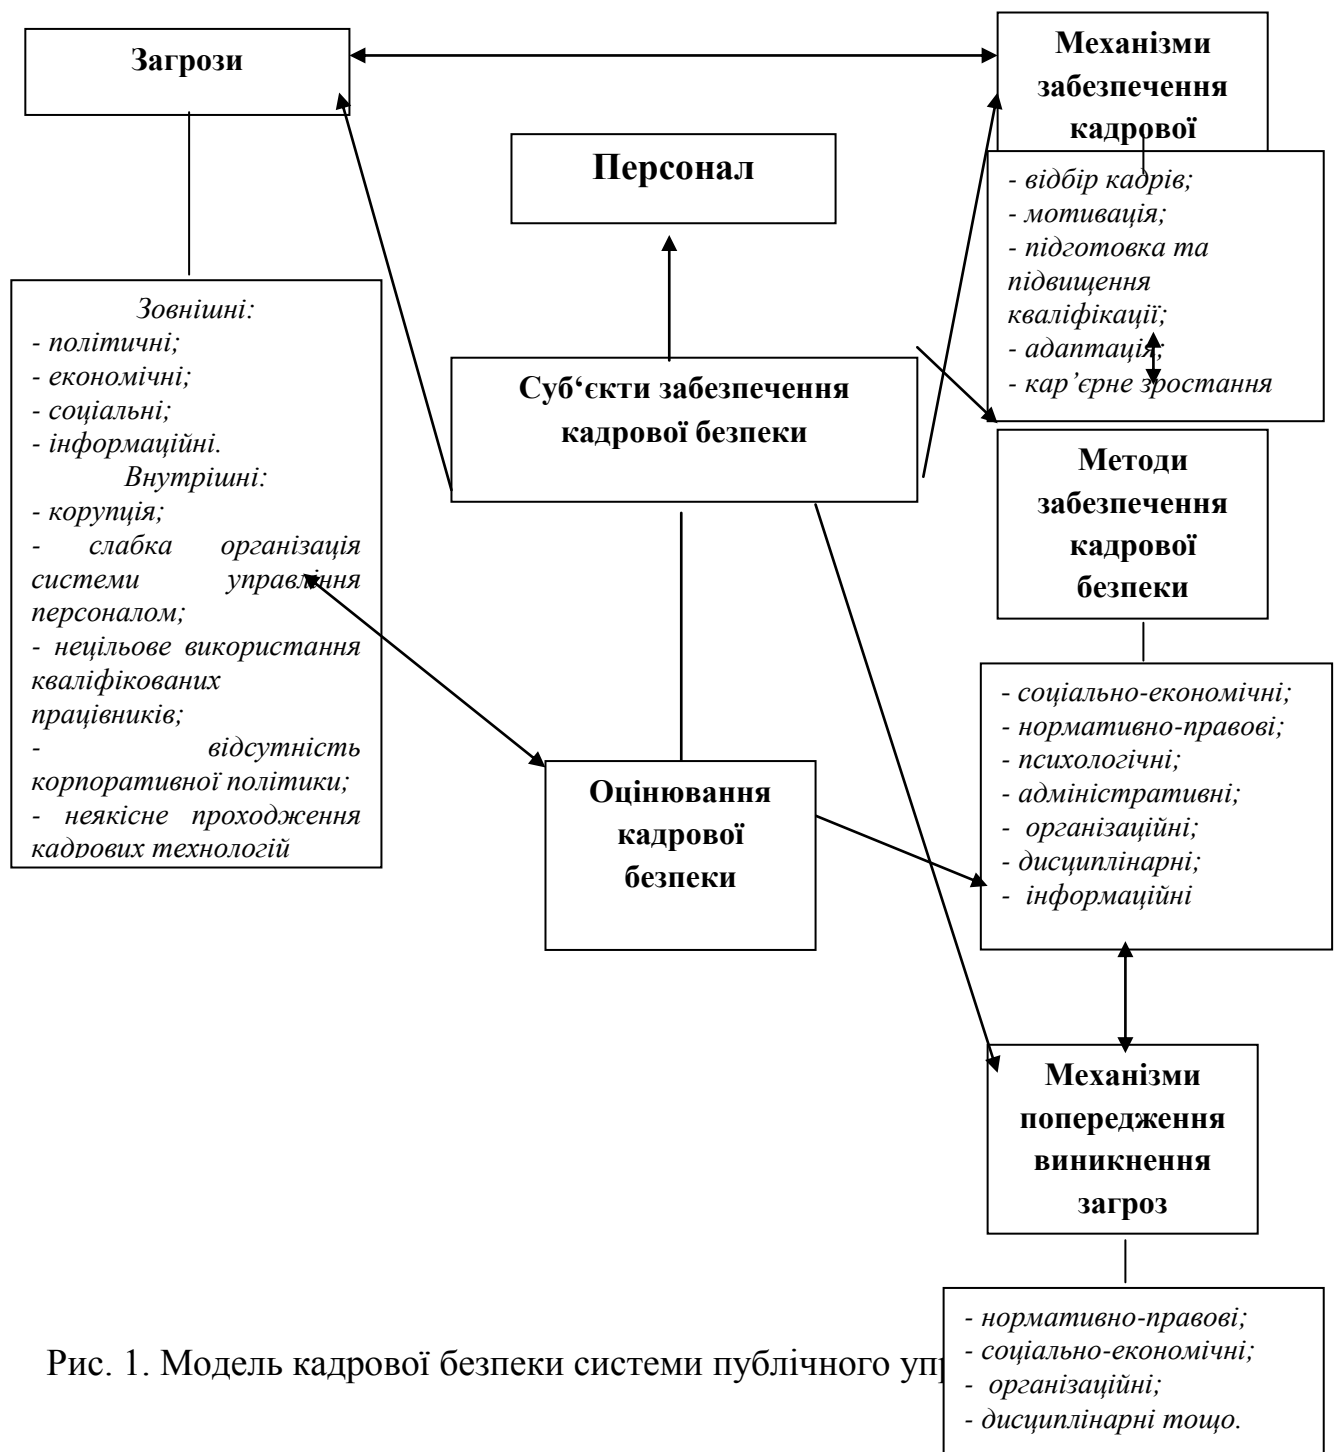 Загрози
Механізми
забезпечення
кадрової
Персонал
- відбір кадрів;
- мотивація;
- підготовка та
підвищення
кваліфікації;
- адаптація;
- кар’єрне зростання
Зовнішні:
- політичні;
- економічні;
- соціальні;
- інформаційні.
Внутрішні:
- корупція;
- слабка організація
системи управління
персоналом;
- нецільове використання
кваліфікованих
працівників;
- відсутність
корпоративної політики;
- неякісне проходження
кадрових технологій
Суб‘єкти забезпечення
кадрової безпеки
Методи
забезпечення
кадрової
безпеки
- соціально-економічні;
- нормативно-правові;
- психологічні;
- адміністративні;
- організаційні;
- дисциплінарні;
- інформаційні
Оцінювання
кадрової
безпеки
Механізми
попередження
виникнення
загроз
- нормативно-правові;
- соціально-економічні;
- організаційні;
- дисциплінарні тощо.
Рис. 1. Модель кадрової безпеки системи публічного